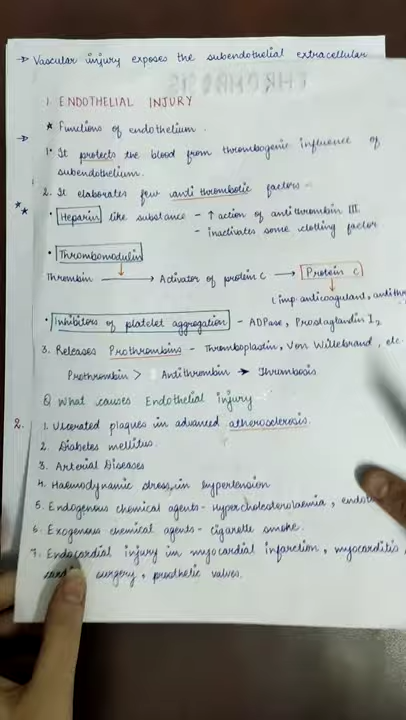 → Vascular injury exposes the subendothelial extracellular
THROMBOSIS
1. ENDOTHELIAL INJURY
* Functions of endothelium.
1. It protects the blood from thrombogenic influence of
subendothelium.
2. It elaborates few anti thrombotic factors -
• Heparin like substance - ↑ action of antithrombin III
- inactivates some clotting factor
• Thrombomodulin
Thrombin → Activator of protein C → Protein C
(imp. anticoagulant, antithr
• Inhibitors of platelet aggregation - ADPase, Prostaglandin I2
3. Releases Prothrombins - Thromboplastin, Von Willebrand, etc.
Prothrombin > Antithrombin → Thrombosis
Q What causes Endothelial injury
2.
1. Ulcerated plaques in advanced atherosclerosis.
2. Diabetes mellitus.
3. Arterial Diseases
4. Haemodynamic stress, in hypertension
5. Endogenous chemical agents - Hypercholesterolaemia, endot
6. Exogenous chemical agents - cigarette smoke.
7. Endocardial injury in myocardial infarction, myocarditis,
surgery, prosthetic valves.